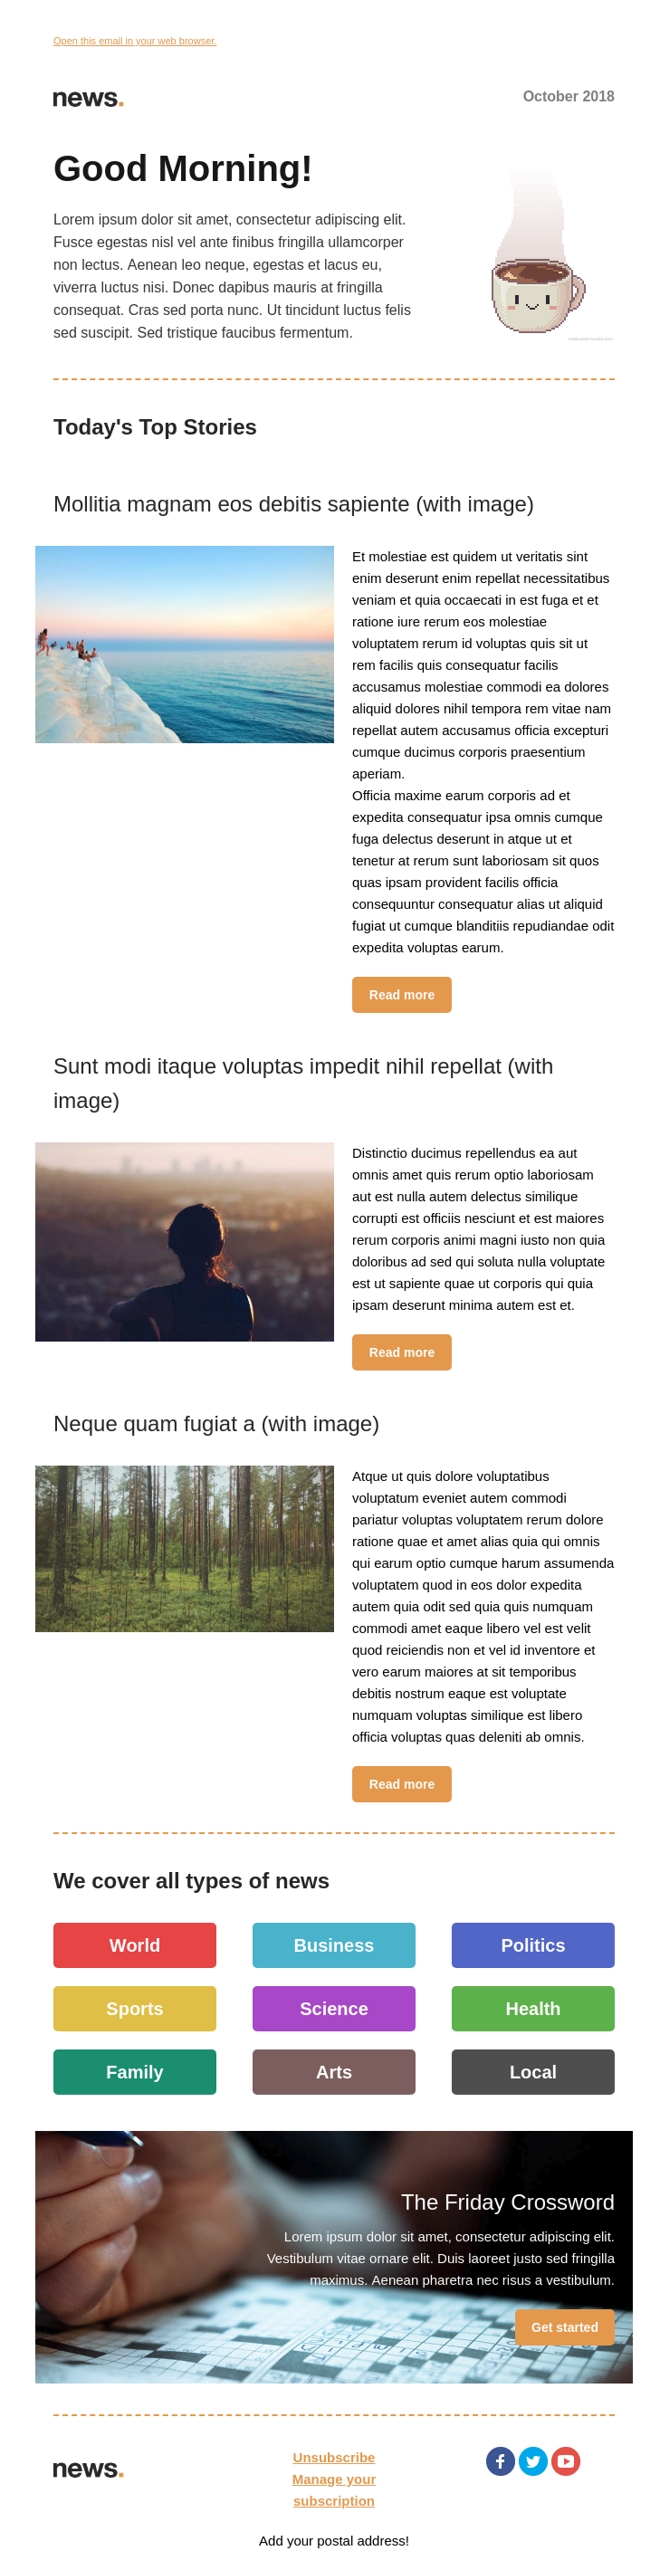 Open this email in your web browser.
news.
October 2018
Good Morning!
Lorem ipsum dolor sit amet, consectetur adipiscing elit.
Fusce egestas nisl vel ante finibus fringilla ullamcorper
non lectus. Aenean leo neque, egestas et lacus eu,
viverra luctus nisi. Donec dapibus mauris at fringilla
consequat. Cras sed porta nunc. Ut tincidunt luctus felis
sed suscipit. Sed tristique faucibus fermentum.
Today's Top Stories
Mollitia magnam eos debitis sapiente (with image)
Et molestiae est quidem ut veritatis sint
enim deserunt enim repellat necessitatibus
veniam et quia occaecati in est fuga et et
ratione iure rerum eos molestiae
voluptatem rerum id voluptas quis sit ut
rem facilis quis consequatur facilis
accusamus molestiae commodi ea dolores
aliquid dolores nihil tempora rem vitae nam
repellat autem accusamus officia excepturi
cumque ducimus corporis praesentium
aperiam.
Officia maxime earum corporis ad et
expedita consequatur ipsa omnis cumque
fuga delectus deserunt in atque ut et
tenetur at rerum sunt laboriosam sit quos
quas ipsam provident facilis officia
consequuntur consequatur alias ut aliquid
fugiat ut cumque blanditiis repudiandae odit
expedita voluptas earum.
Read more
Sunt modi itaque voluptas impedit nihil repellat (with
image)
Distinctio ducimus repellendus ea aut
omnis amet quis rerum optio laboriosam
aut est nulla autem delectus similique
corrupti est officiis nesciunt et est maiores
rerum corporis animi magni iusto non quia
doloribus ad sed qui soluta nulla voluptate
est ut sapiente quae ut corporis qui quia
ipsam deserunt minima autem est et.
Read more
Neque quam fugiat a (with image)
Atque ut quis dolore voluptatibus
voluptatum eveniet autem commodi
pariatur voluptas voluptatem rerum dolore
ratione quae et amet alias quia qui omnis
qui earum optio cumque harum assumenda
voluptatem quod in eos dolor expedita
autem quia odit sed quia quis numquam
commodi amet eaque libero vel est velit
quod reiciendis non et vel id inventore et
vero earum maiores at sit temporibus
debitis nostrum eaque est voluptate
numquam voluptas similique est libero
officia voluptas quas deleniti ab omnis.
Read more
We cover all types of news
World
Business
Politics
Sports
Science
Health
Family
Arts
Local
The Friday Crossword
Lorem ipsum dolor sit amet, consectetur adipiscing elit.
Vestibulum vitae ornare elit. Duis laoreet justo sed fringilla
maximus. Aenean pharetra nec risus a vestibulum.
Get started
news.
Unsubscribe
Manage your
subscription
Add your postal address!